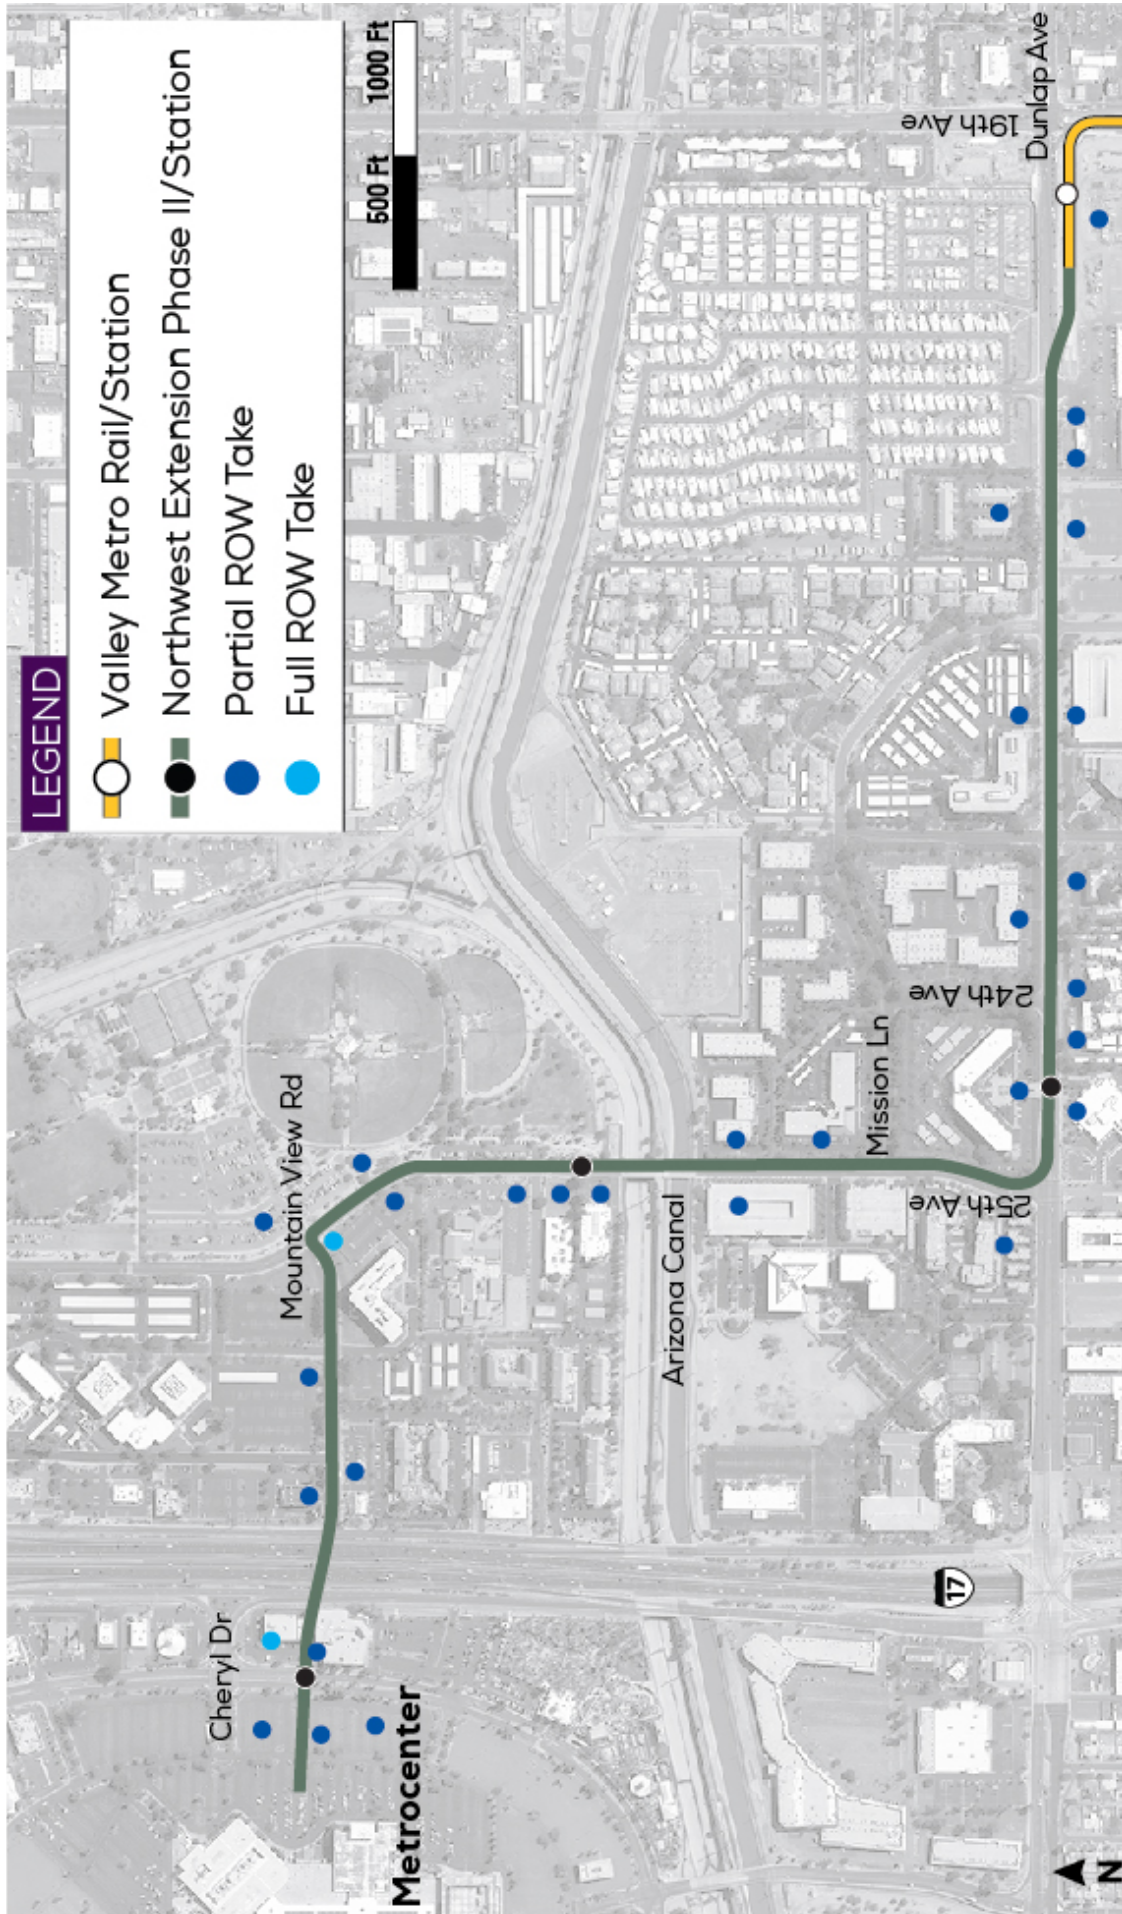 LEGEND
Valley Metro Rail/Station
Northwest Extension Phase II/Station
Partial ROW Take
Full ROW Take
500 Ft
1000 Ft
Cheryl Dr
Metrocenter
Mountain View Rd
Arizona Canal
Mission Ln
25th Ave
24th Ave
19th Ave
Dunlap Ave
17
N